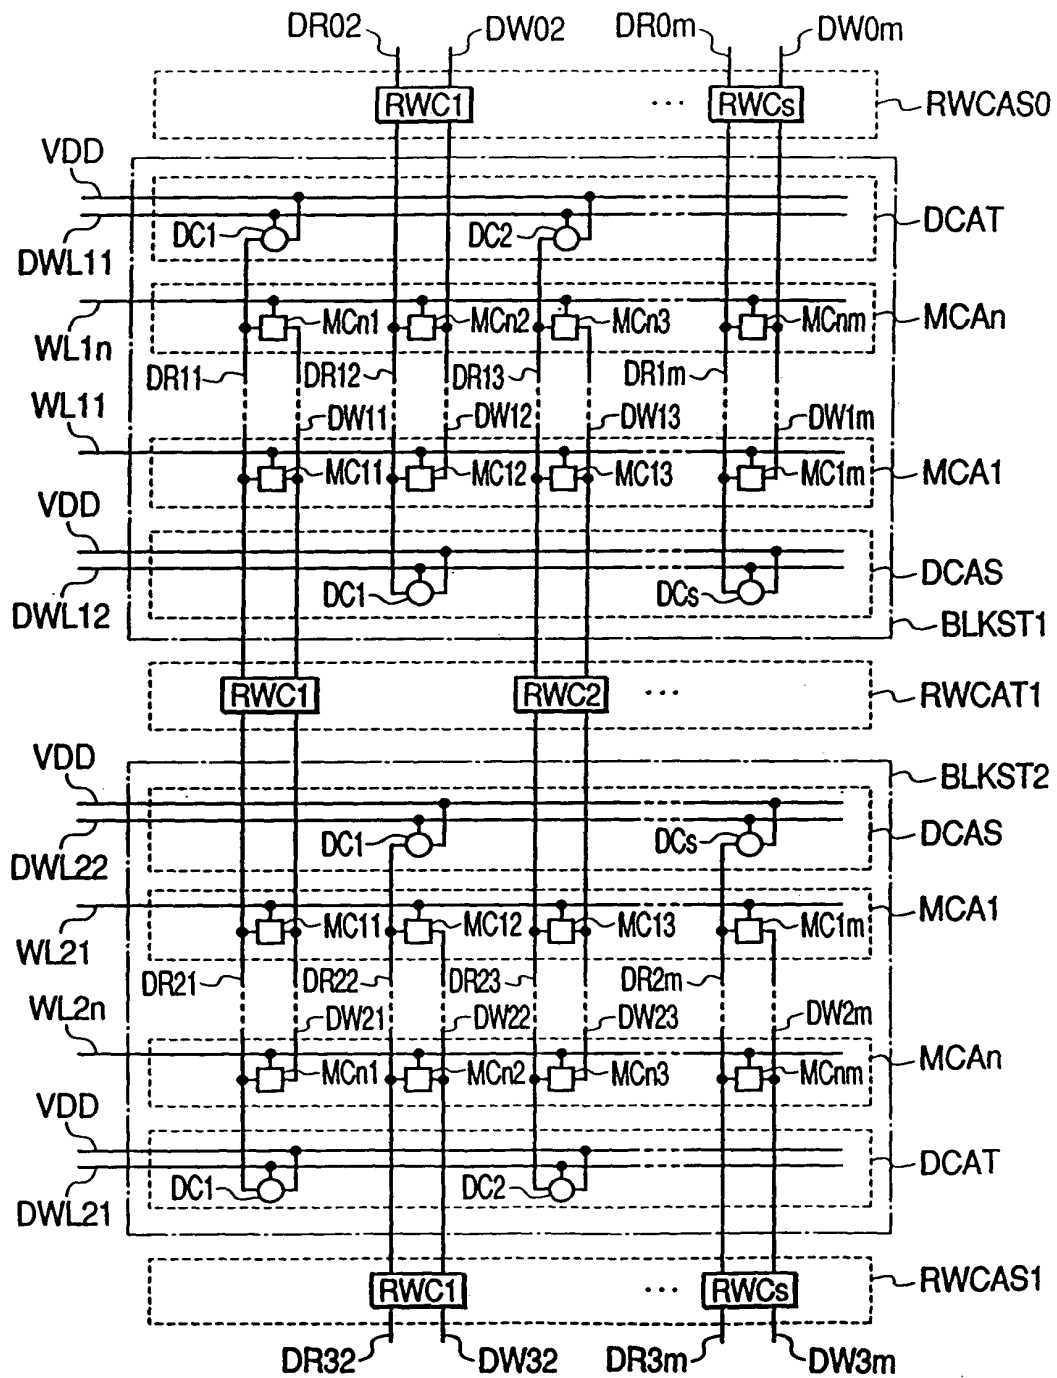 DR02 DW02 DR0m DW0m
RWC1 ··· RWCs RWCAS0
VDD
DC1 DC2 DCAT
DWL11
MCn1 MCn2 MCn3 MCnm MCAn
WL1n
DR11 DR12 DR13 DR1m
WL11 DW11 DW12 DW13 DW1m
MC11 MC12 MC13 MC1m MCA1
VDD
DC1 DCs DCAS
DWL12 BLKST1
RWC1 RWC2 ··· RWCAT1
VDD BLKST2
DC1 DCs DCAS
DWL22
MC11 MC12 MC13 MC1m MCA1
WL21
DR21 DR22 DR23 DR2m
WL2n DW21 DW22 DW23 DW2m
MCn1 MCn2 MCn3 MCnm MCAn
VDD
DC1 DC2 DCAT
DWL21
RWC1 ··· RWCs RWCAS1
DR32 DW32 DR3m DW3m